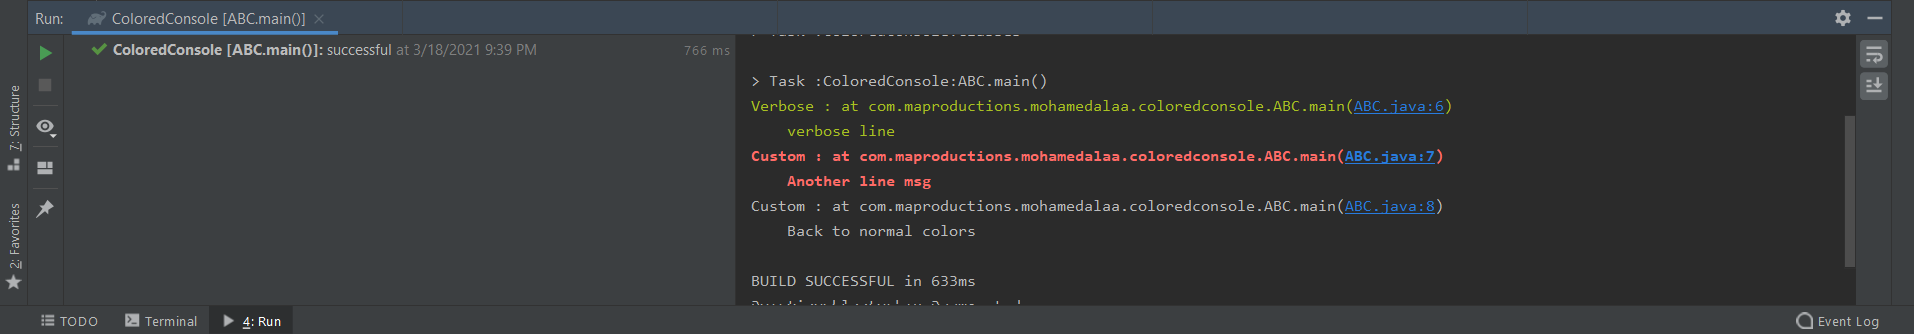 Run: ColoredConsole [ABC.main()]
ColoredConsole [ABC.main()]: successful at 3/18/2021 9:39 PM 766 ms
> Task :ColoredConsole:ABC.main()
Verbose : at com.maproductions.mohamedalaa.coloredconsole.ABC.main(ABC.java:6)
verbose line
Custom : at com.maproductions.mohamedalaa.coloredconsole.ABC.main(ABC.java:7)
Another line msg
Custom : at com.maproductions.mohamedalaa.coloredconsole.ABC.main(ABC.java:8)
Back to normal colors
BUILD SUCCESSFUL in 633ms
7: Structure
2: Favorites
TODO Terminal 4: Run Event Log